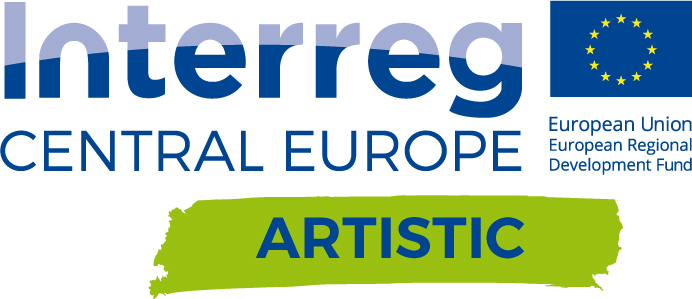 Interreg
CENTRAL EUROPE
European Union
European Regional
Development Fund
ARTISTIC